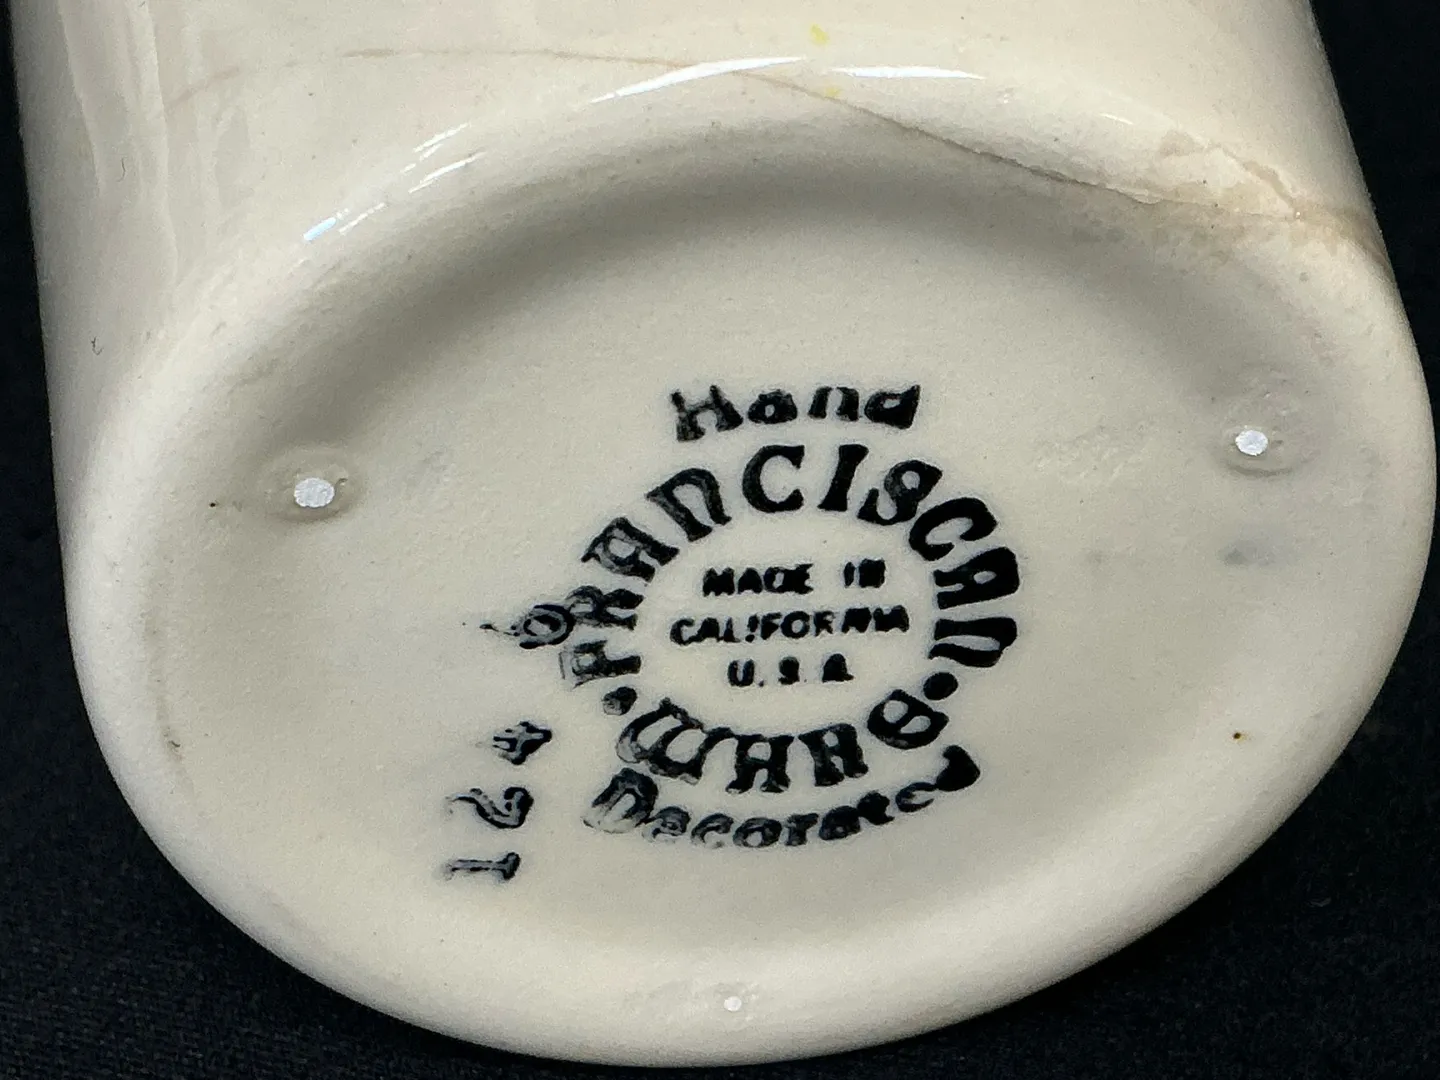 Hand
FRANCISCAN
MADE IN
CALIFORNIA
U.S.A.
WARE
Decorated
124